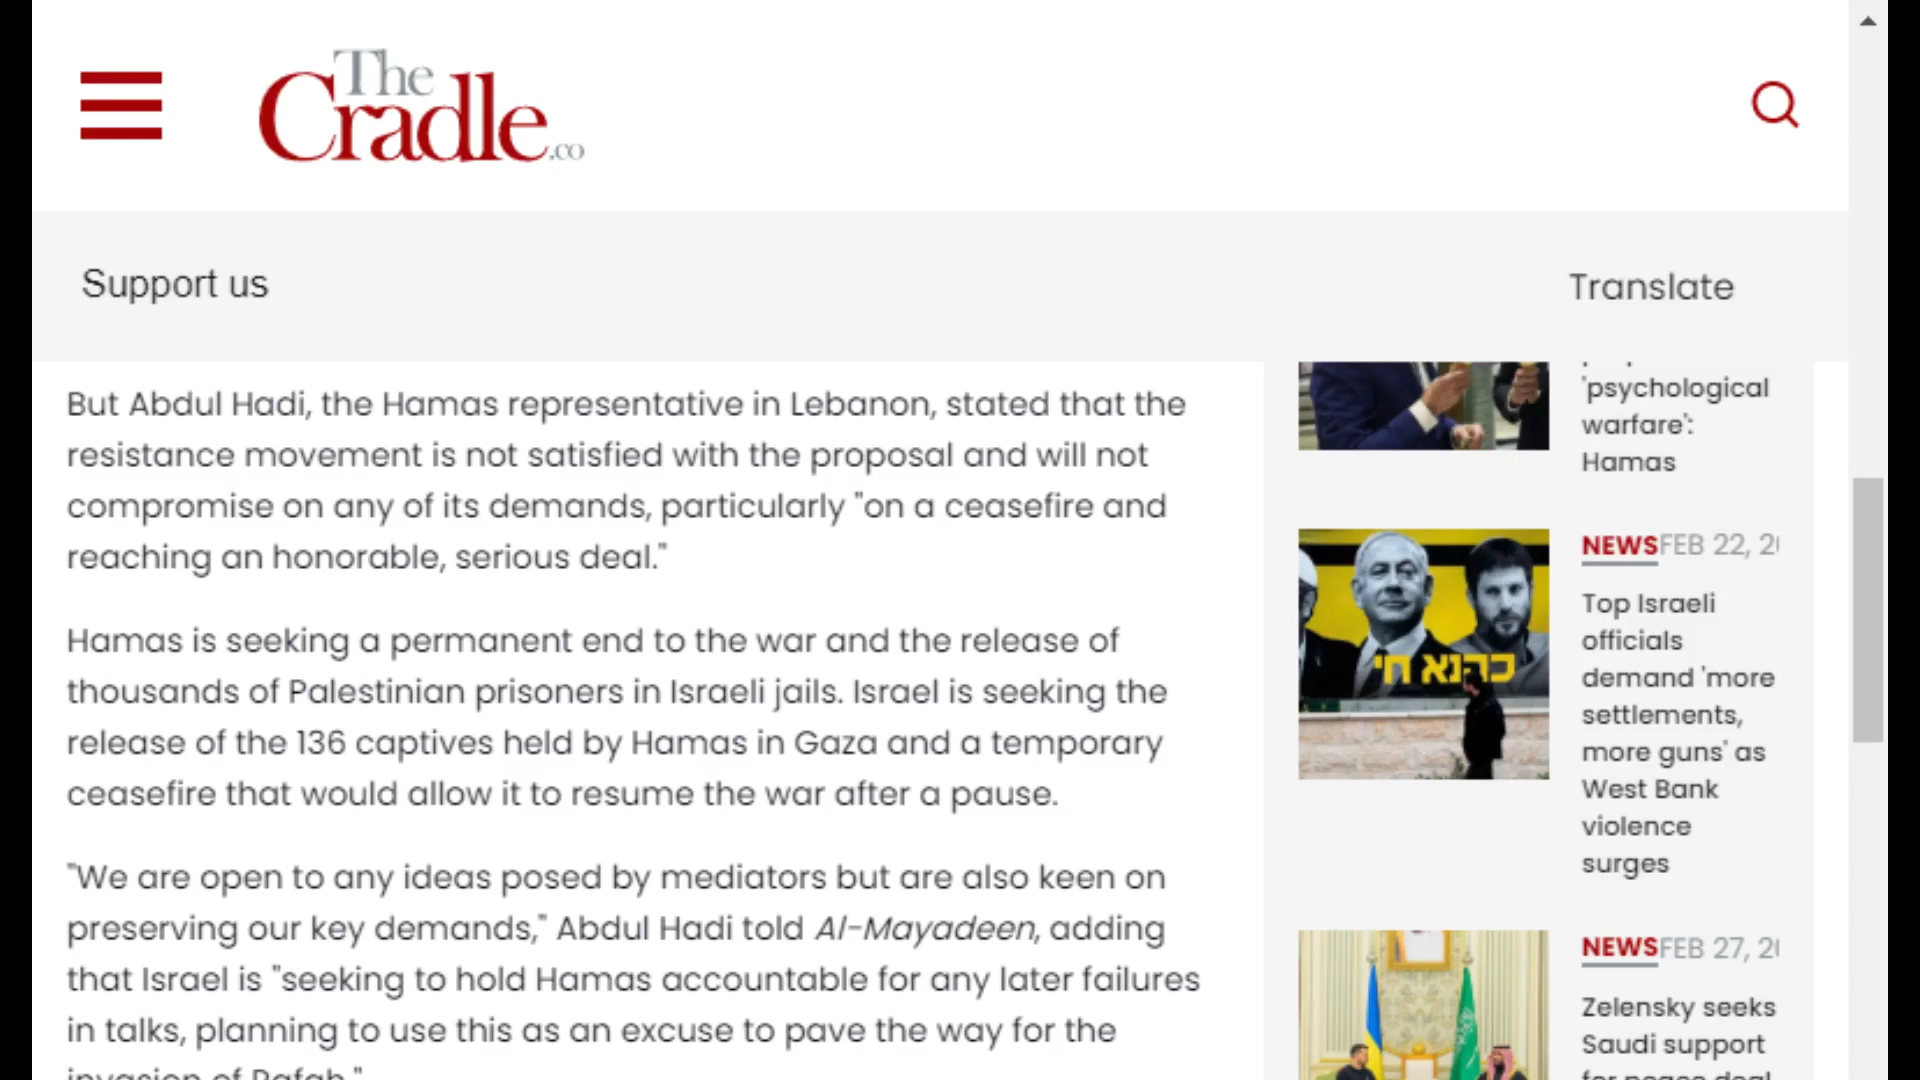 The
Cradle.co
Support us
Translate
But Abdul Hadi, the Hamas representative in Lebanon, stated that the
resistance movement is not satisfied with the proposal and will not
compromise on any of its demands, particularly "on a ceasefire and
reaching an honorable, serious deal."
Hamas is seeking a permanent end to the war and the release of
thousands of Palestinian prisoners in Israeli jails. Israel is seeking the
release of the 136 captives held by Hamas in Gaza and a temporary
ceasefire that would allow it to resume the war after a pause.
"We are open to any ideas posed by mediators but are also keen on
preserving our key demands," Abdul Hadi told Al-Mayadeen, adding
that Israel is "seeking to hold Hamas accountable for any later failures
in talks, planning to use this as an excuse to pave the way for the
invasion of Rafah."
'psychological
warfare':
Hamas
כהנא חי
NEWS FEB 22, 2
Top Israeli
officials
demand 'more
settlements,
more guns' as
West Bank
violence
surges
NEWS FEB 27, 2
Zelensky seeks
Saudi support
for peace deal